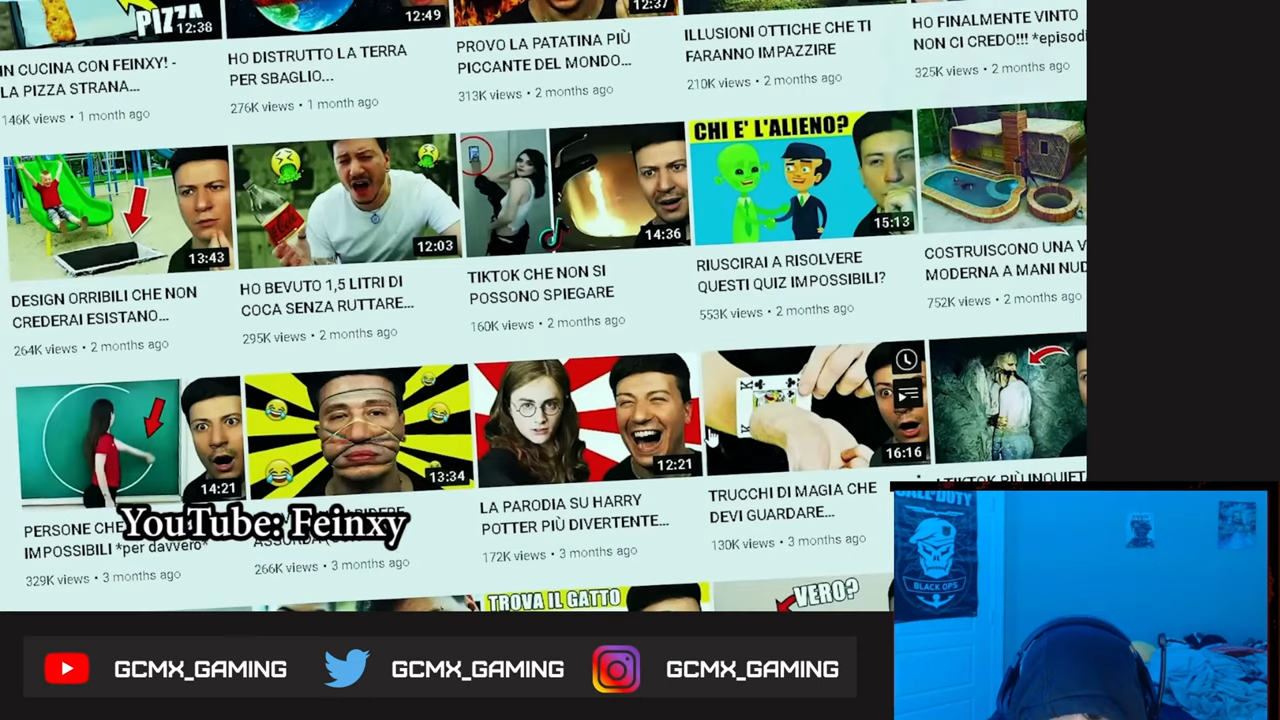 PIZZA
12:38
12:49
12:37
IN CUCINA CON FEINXY! -
LA PIZZA STRANA...
146K views • 1 month ago
HO DISTRUTTO LA TERRA
PER SBAGLIO...
276K views • 1 month ago
PROVO LA PATATINA PIÙ
PICCANTE DEL MONDO...
313K views • 2 months ago
ILLUSIONI OTTICHE CHE TI
FARANNO IMPAZZIRE
210K views • 2 months ago
HO FINALMENTE VINTO
NON CI CREDO!!! *episodi
325K views • 2 months ago
13:43
12:03
14:36
CHI E' L'ALIENO?
15:13
DESIGN ORRIBILI CHE NON
CREDERAI ESISTANO...
264K views • 2 months ago
HO BEVUTO 1,5 LITRI DI
COCA SENZA RUTTARE...
295K views • 2 months ago
TIKTOK CHE NON SI
POSSONO SPIEGARE
160K views • 2 months ago
RIUSCIRAI A RISOLVERE
QUESTI QUIZ IMPOSSIBILI?
553K views • 2 months ago
COSTRUISCONO UNA V
MODERNA A MANI NUD
752K views • 2 months ago
14:21
13:34
12:21
16:16
PERSONE CHE
IMPOSSIBILI *per davvero*
329K views • 3 months ago
YouTube: Feinxy
266K views • 3 months ago
LA PARODIA SU HARRY
POTTER PIÙ DIVERTENTE...
172K views • 3 months ago
TRUCCHI DI MAGIA CHE
DEVI GUARDARE...
130K views • 3 months ago
I TIKTOK PIÙ INQUIET
TROVA IL GATTO
VERO?
CALL OF DUTY
BLACK OPS
GCMX_GAMING
GCMX_GAMING
GCMX_GAMING